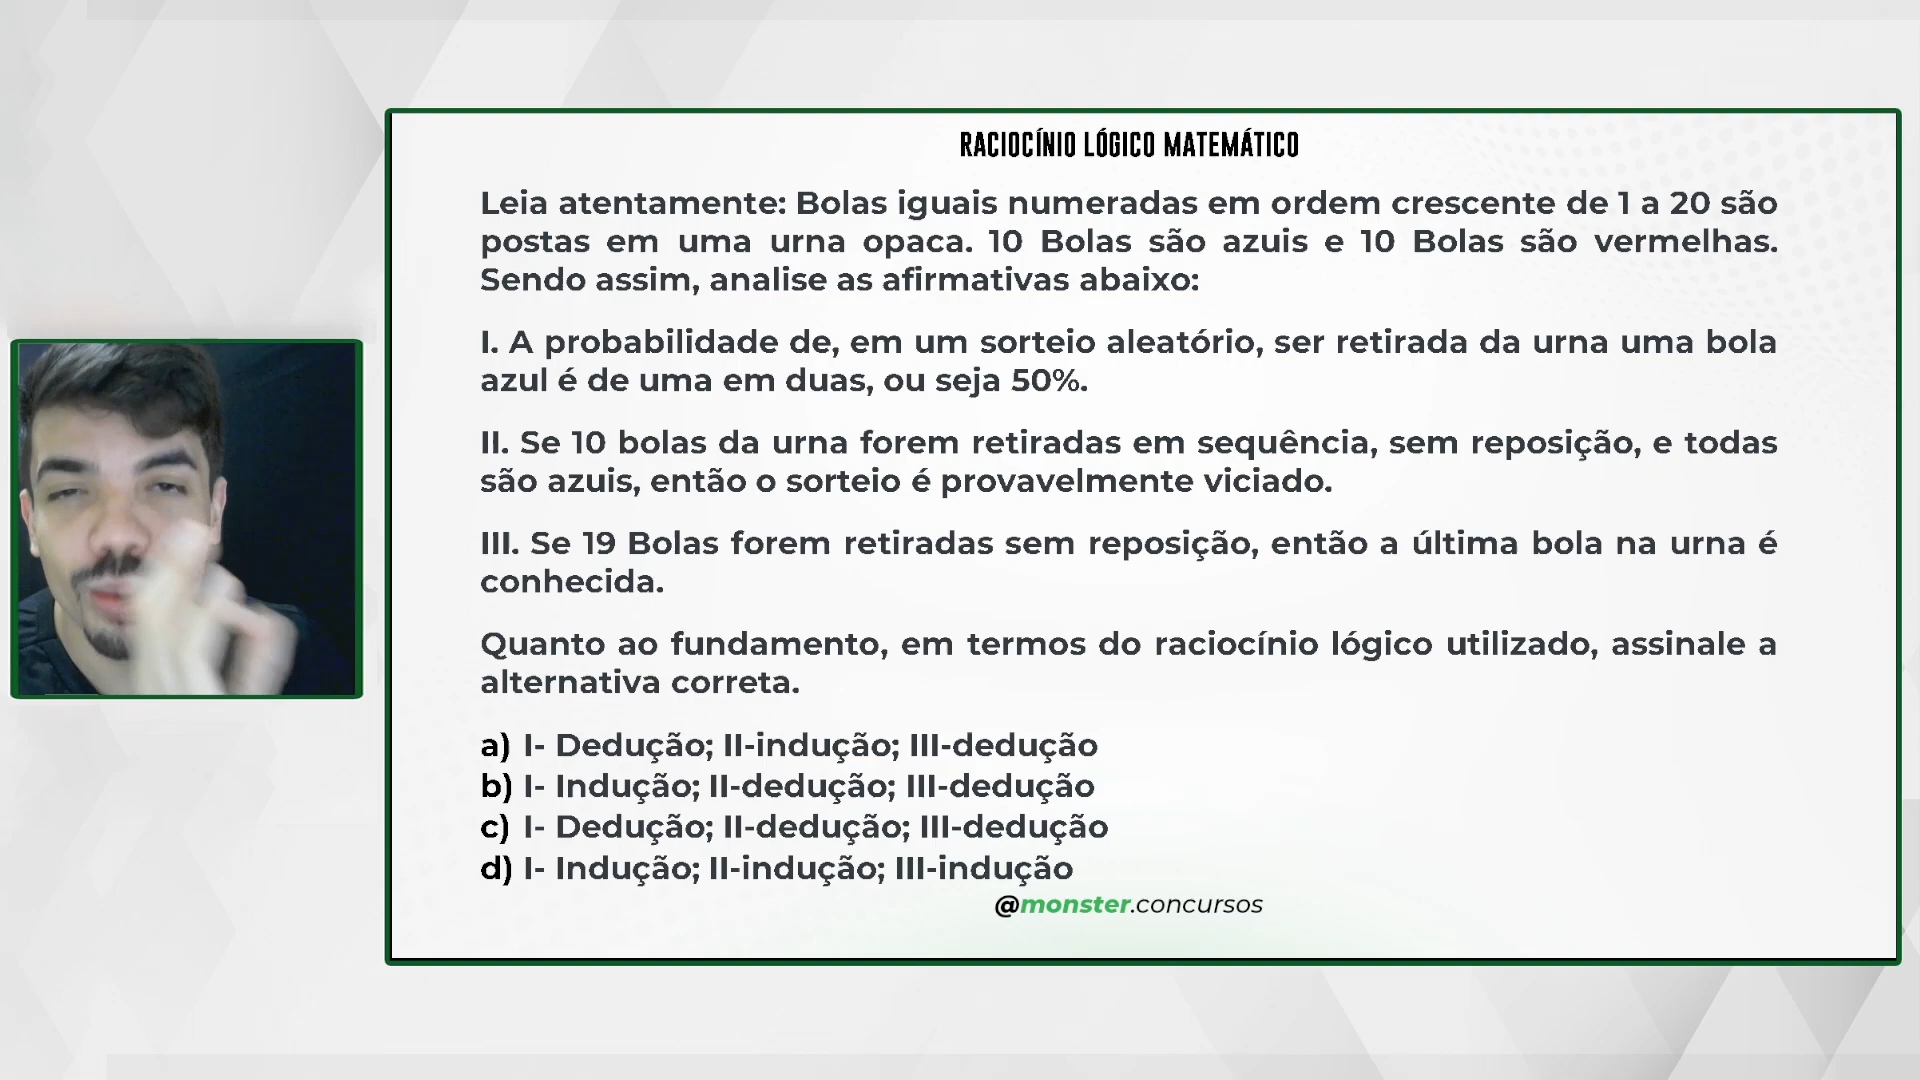 RACIOCÍNIO LÓGICO MATEMÁTICO
Leia atentamente: Bolas iguais numeradas em ordem crescente de 1 a 20 são
postas em uma urna opaca. 10 Bolas são azuis e 10 Bolas são vermelhas.
Sendo assim, analise as afirmativas abaixo:
I. A probabilidade de, em um sorteio aleatório, ser retirada da urna uma bola
azul é de uma em duas, ou seja 50%.
II. Se 10 bolas da urna forem retiradas em sequência, sem reposição, e todas
são azuis, então o sorteio é provavelmente viciado.
III. Se 19 Bolas forem retiradas sem reposição, então a última bola na urna é
conhecida.
Quanto ao fundamento, em termos do raciocínio lógico utilizado, assinale a
alternativa correta.
a) I- Dedução; II-indução; III-dedução
b) I- Indução; II-dedução; III-dedução
c) I- Dedução; II-dedução; III-dedução
d) I- Indução; II-indução; III-indução
@monster.concursos